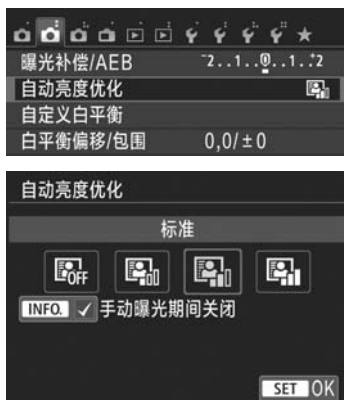 曝光补偿/AEB -2..1..0..1..+2
自动亮度优化
自定义白平衡
白平衡偏移/包围 0,0/±0
自动亮度优化
标准
OFF
INFO. 手动曝光期间关闭
SET OK